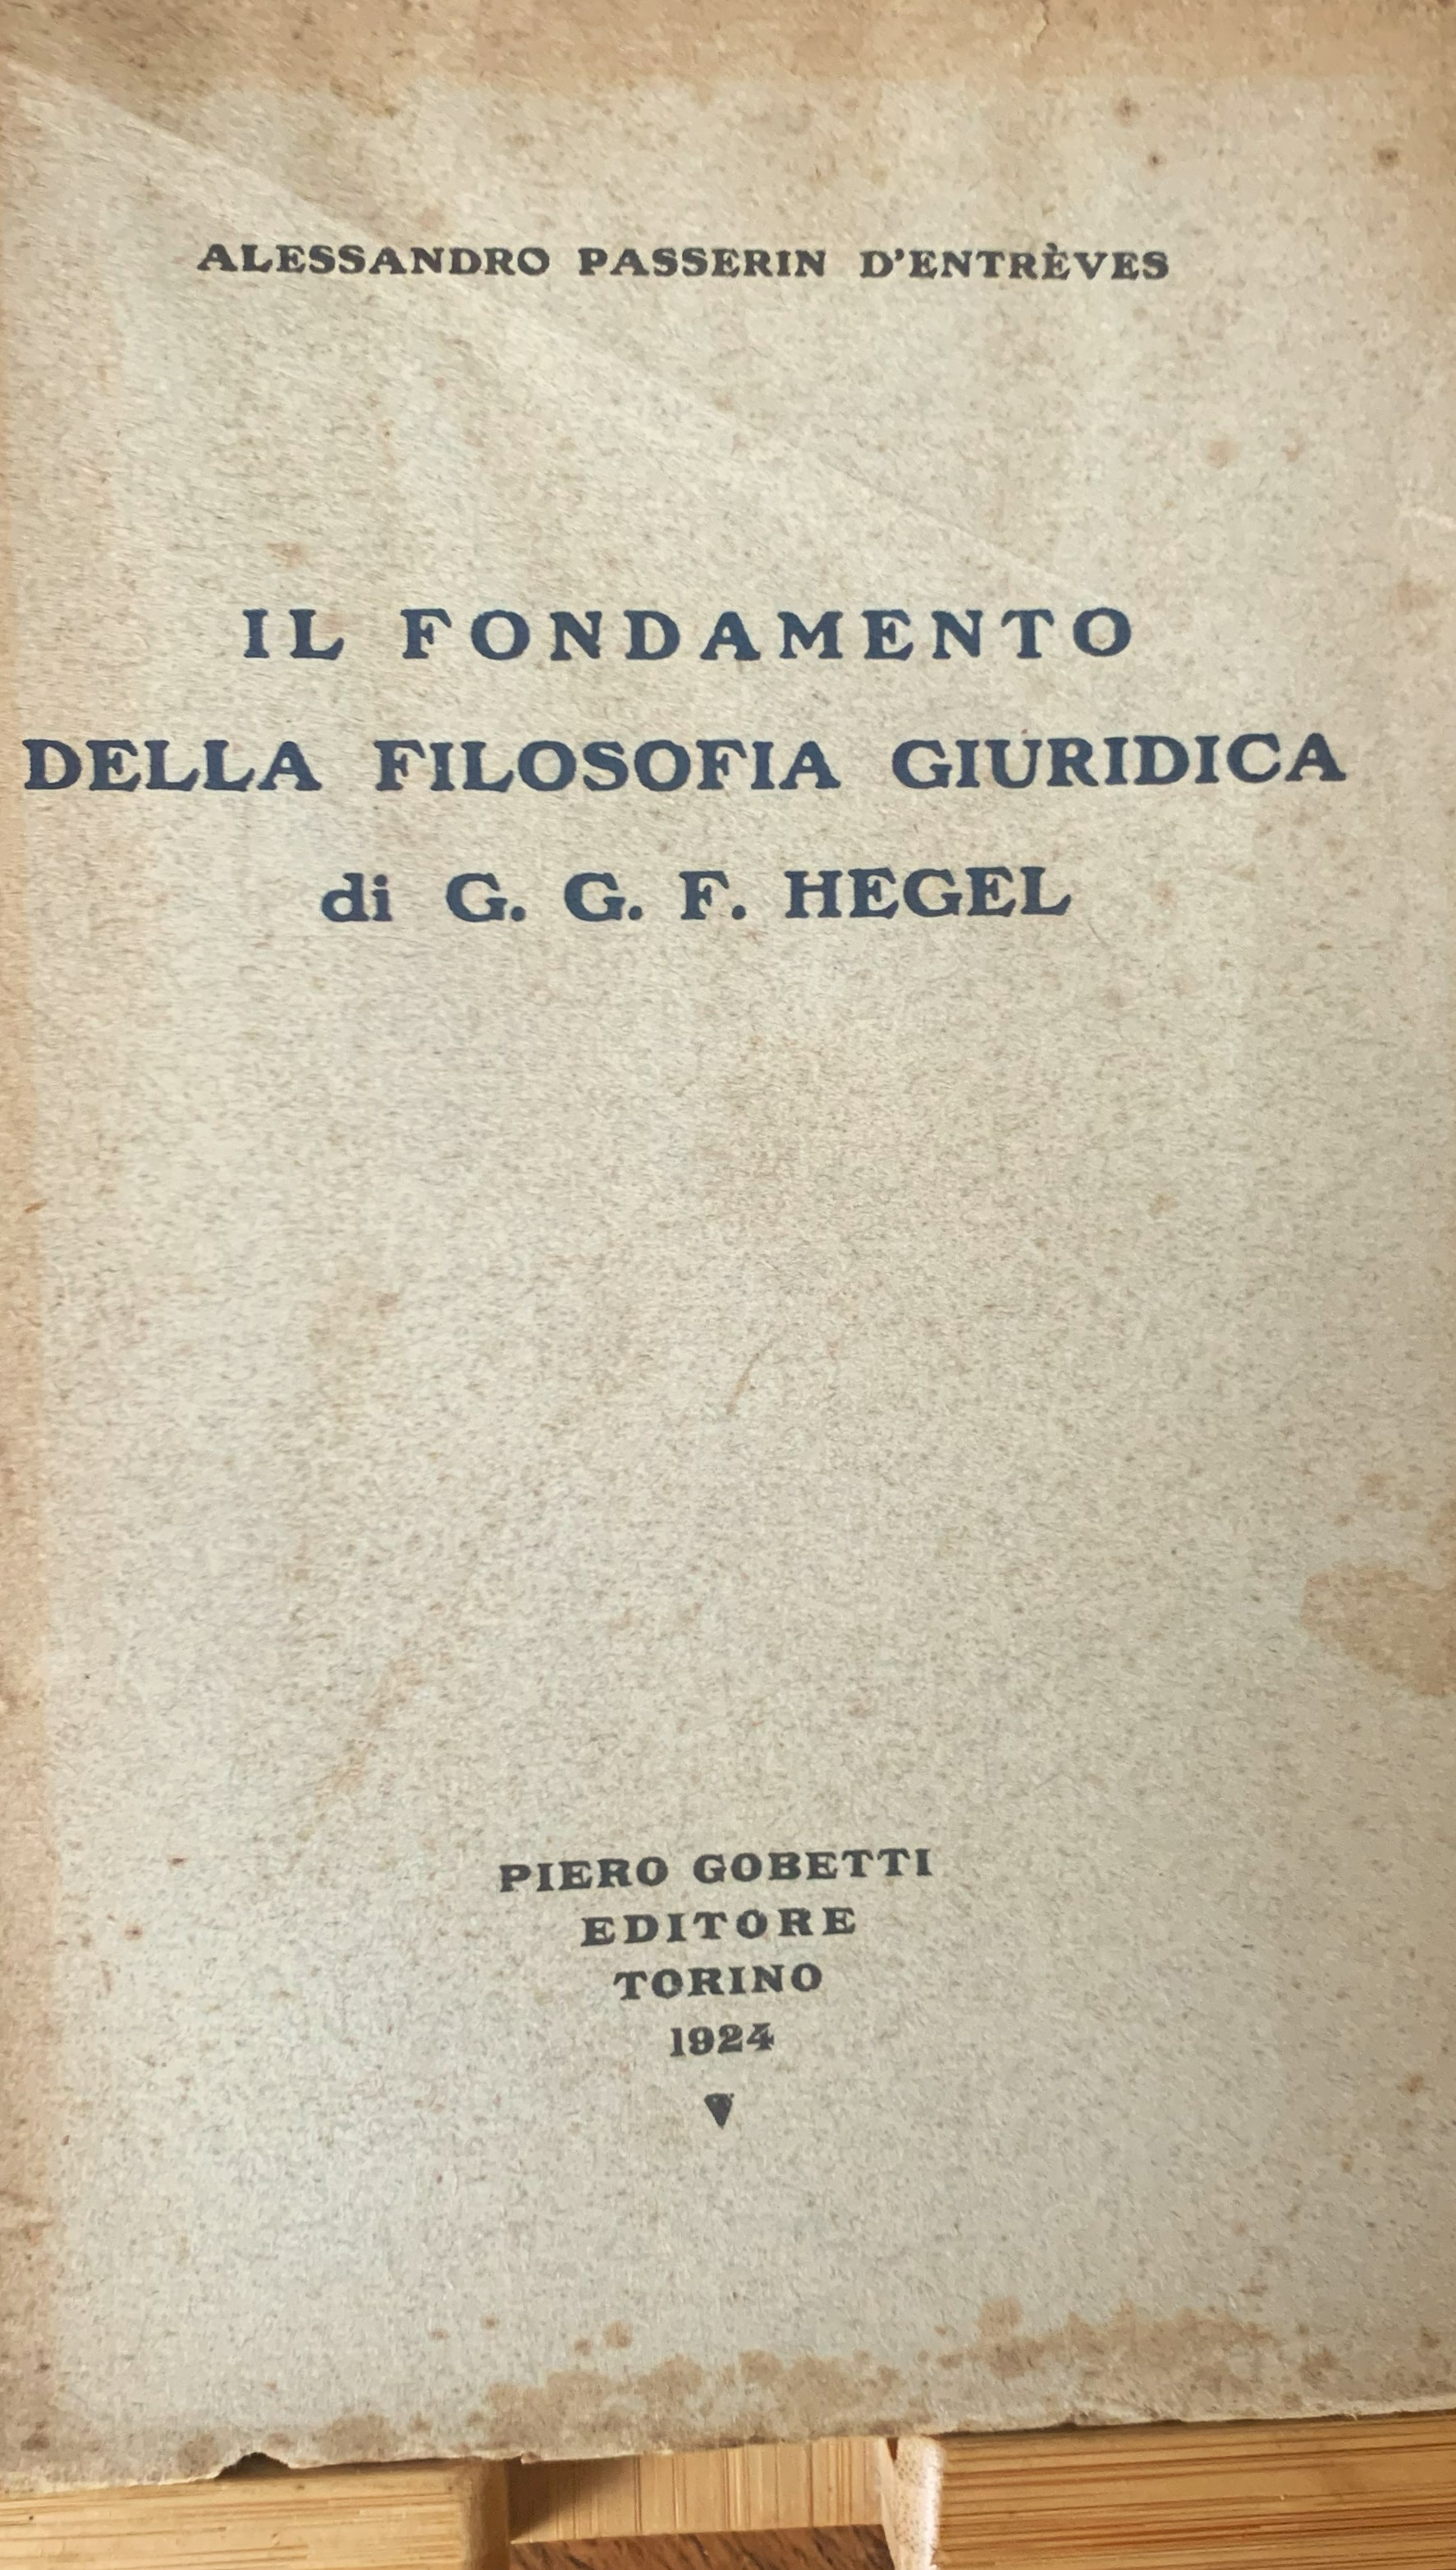 ALESSANDRO PASSERIN D'ENTRÈVES
IL FONDAMENTO
DELLA FILOSOFIA GIURIDICA
di G. G. F. HEGEL
PIERO GOBETTI
EDITORE
TORINO
1924